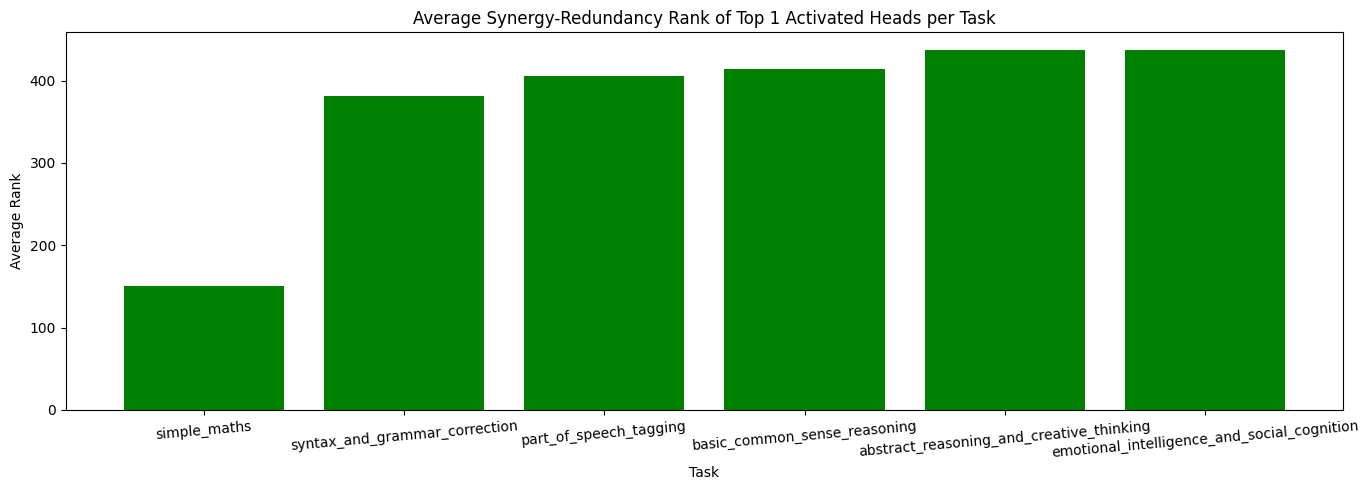 Average Synergy-Redundancy Rank of Top 1 Activated Heads per Task
Average Rank
400
300
200
100
0
simple_maths
syntax_and_grammar_correction
part_of_speech_tagging
basic_common_sense_reasoning
abstract_reasoning_and_creative_thinking
emotional_intelligence_and_social_cognition
Task